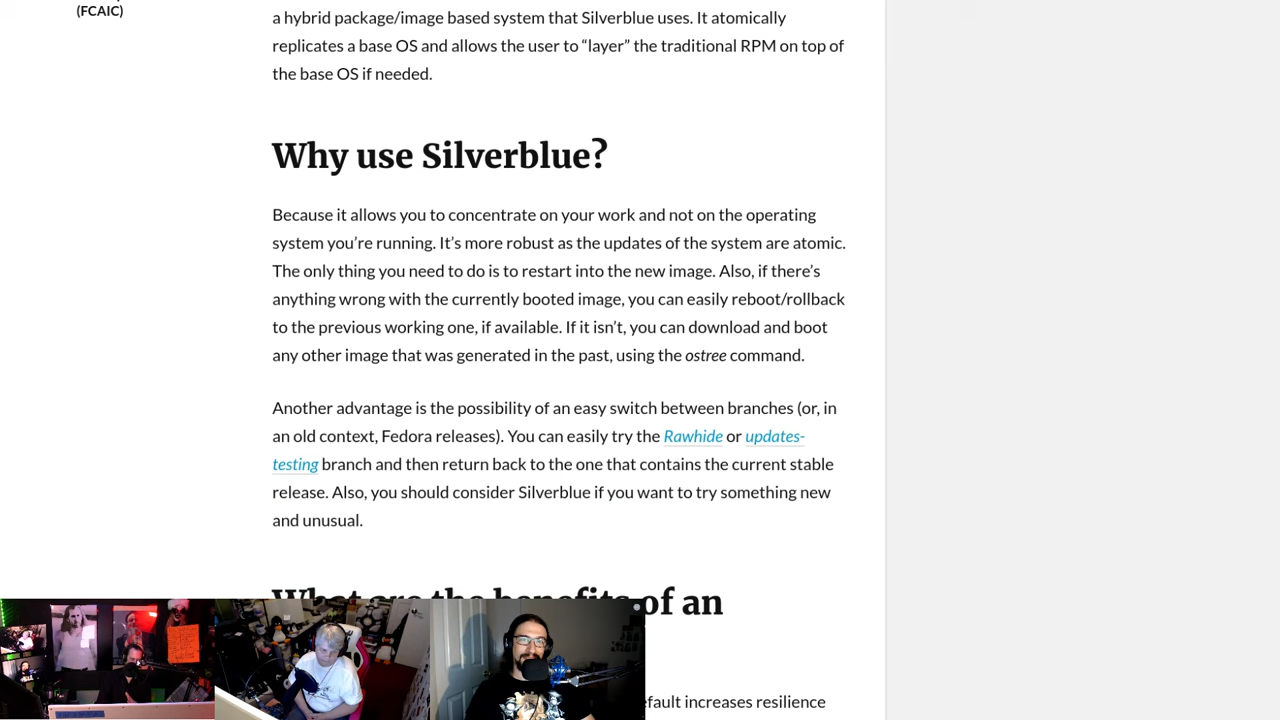 (FCAIC)
a hybrid package/image based system that Silverblue uses. It atomically
replicates a base OS and allows the user to “layer” the traditional RPM on top of
the base OS if needed.
Why use Silverblue?
Because it allows you to concentrate on your work and not on the operating
system you’re running. It’s more robust as the updates of the system are atomic.
The only thing you need to do is to restart into the new image. Also, if there’s
anything wrong with the currently booted image, you can easily reboot/rollback
to the previous working one, if available. If it isn’t, you can download and boot
any other image that was generated in the past, using the ostree command.
Another advantage is the possibility of an easy switch between branches (or, in
an old context, Fedora releases). You can easily try the Rawhide or updates-
testing branch and then return back to the one that contains the current stable
release. Also, you should consider Silverblue if you want to try something new
and unusual.
What are the benefits of an
efault increases resilience